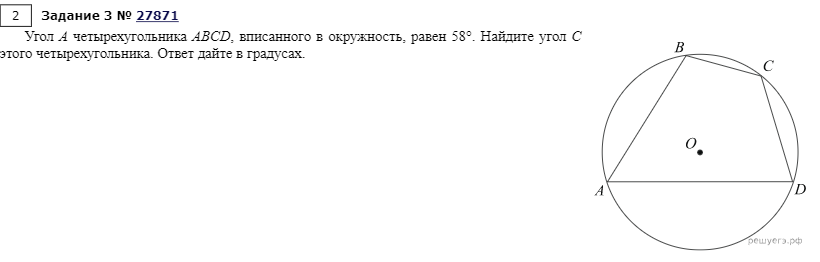 2 Задание 3 № 27871
Угол A четырехугольника ABCD, вписанного в окружность, равен 58°. Найдите угол C
этого четырехугольника. Ответ дайте в градусах.
B
C
O
A
D
решуегэ.рф